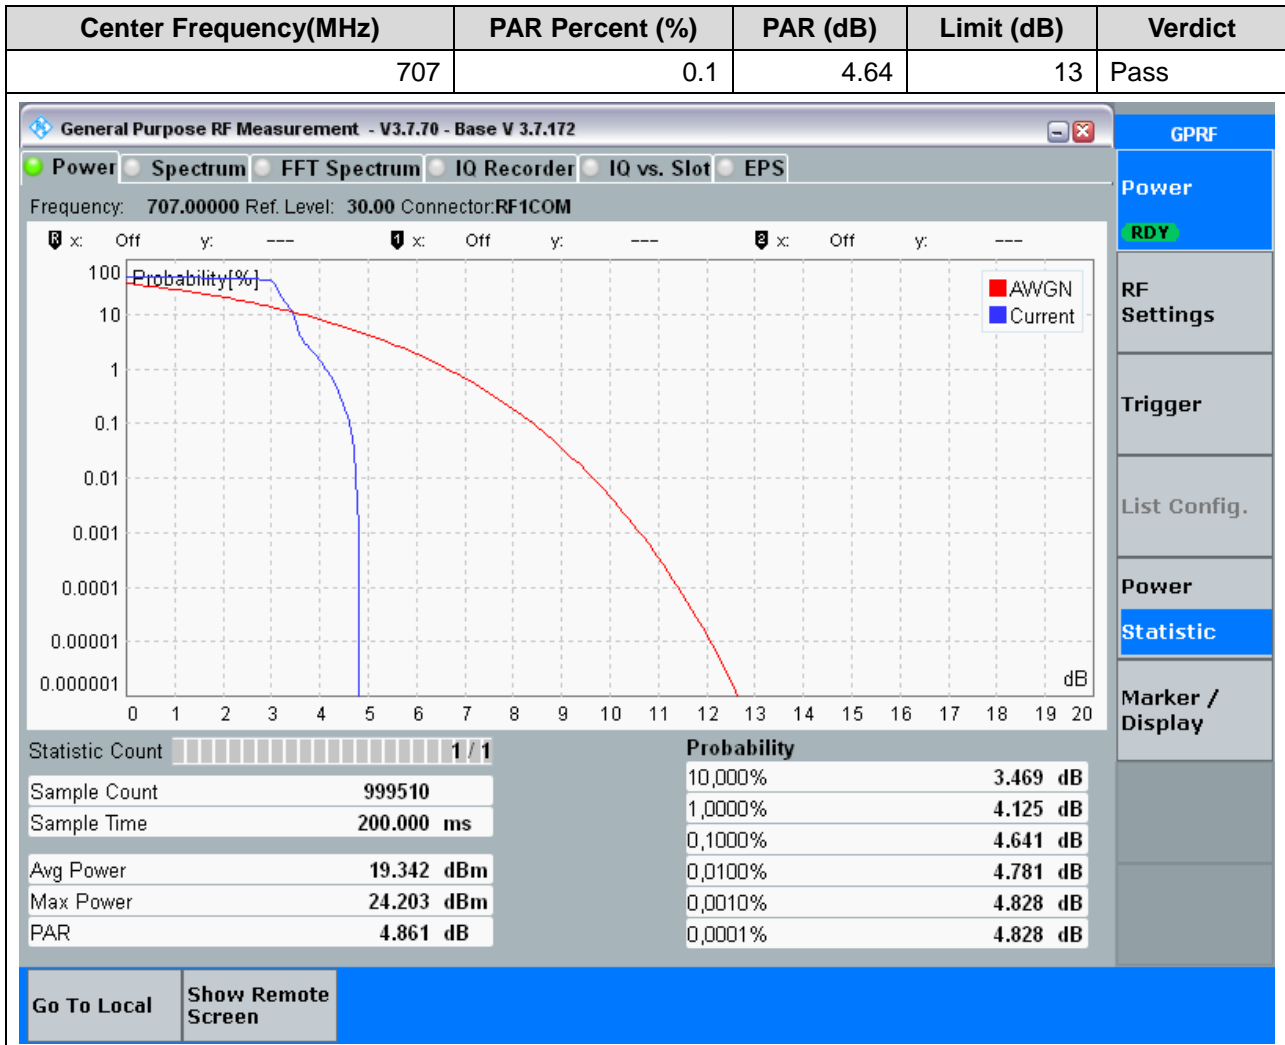 Center Frequency(MHz) PAR Percent (%) PAR (dB) Limit (dB) Verdict
707 0.1 4.64 13 Pass
General Purpose RF Measurement - V3.7.70 - Base V 3.7.172
GPRF
Power Spectrum FFT Spectrum IQ Recorder IQ vs. Slot EPS
Frequency: 707.00000 Ref. Level: 30.00 Connector:RF1COM
R x: Off y: --- 1 x: Off y: --- 2 x: Off y: ---
Probability[%]
AWGN
Current
100
10
1
0.1
0.01
0.001
0.0001
0.00001
0.000001
dB
0 1 2 3 4 5 6 7 8 9 10 11 12 13 14 15 16 17 18 19 20
Statistic Count 1 / 1
Sample Count 999510
Sample Time 200.000 ms
Avg Power 19.342 dBm
Max Power 24.203 dBm
PAR 4.861 dB
Probability
10,000% 3.469 dB
1,0000% 4.125 dB
0,1000% 4.641 dB
0,0100% 4.781 dB
0,0010% 4.828 dB
0,0001% 4.828 dB
Power
RDY
RF
Settings
Trigger
List Config.
Power
Statistic
Marker /
Display
Go To Local
Show Remote
Screen